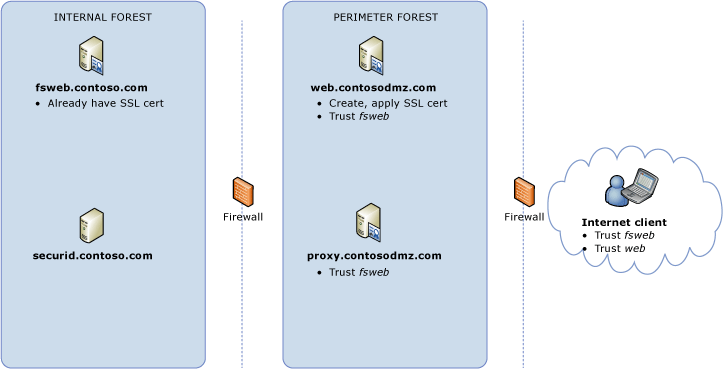 INTERNAL FOREST
fsweb.contoso.com
• Already have SSL cert
securid.contoso.com
Firewall
PERIMETER FOREST
web.contosodmz.com
• Create, apply SSL cert
• Trust fsweb
proxy.contosodmz.com
• Trust fsweb
Firewall
Internet client
• Trust fsweb
• Trust web